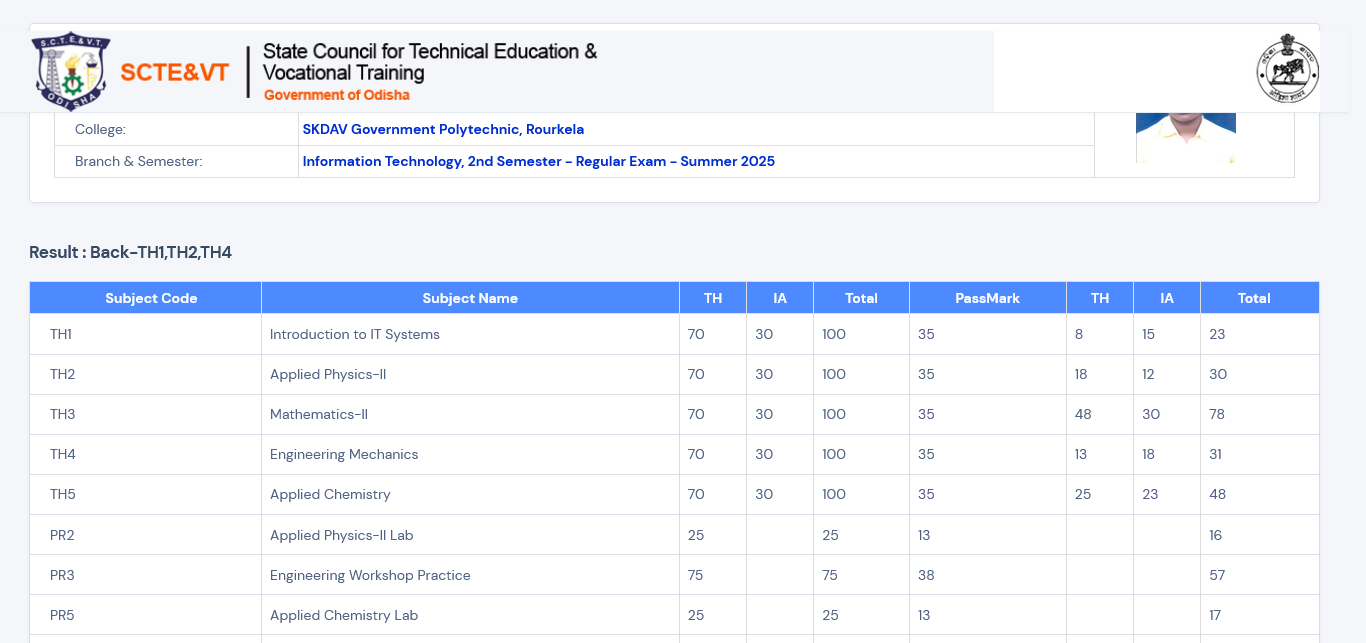 S.C.T.E.&V.T.
ODISHA
SCTE&VT
State Council for Technical Education &
Vocational Training
Government of Odisha
College: SKDAV Government Polytechnic, Rourkela
Branch & Semester: Information Technology, 2nd Semester - Regular Exam - Summer 2025
Result : Back-TH1,TH2,TH4
Subject Code Subject Name TH IA Total PassMark TH IA Total
TH1 Introduction to IT Systems 70 30 100 35 8 15 23
TH2 Applied Physics-II 70 30 100 35 18 12 30
TH3 Mathematics-II 70 30 100 35 48 30 78
TH4 Engineering Mechanics 70 30 100 35 13 18 31
TH5 Applied Chemistry 70 30 100 35 25 23 48
PR2 Applied Physics-II Lab 25 25 13 16
PR3 Engineering Workshop Practice 75 75 38 57
PR5 Applied Chemistry Lab 25 25 13 17